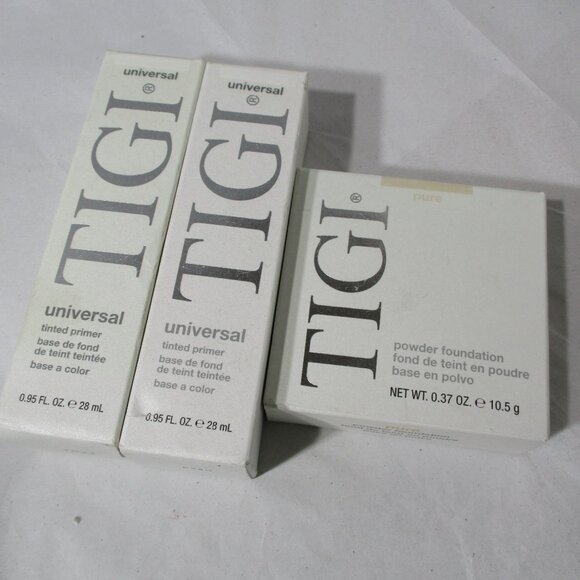 universal
TIGI®
universal
tinted primer
base de fond
de teint teintée
base a color
0.95 FL. OZ. ℮ 28 mL
universal
TIGI®
universal
tinted primer
base de fond
de teint teintée
base a color
0.95 FL. OZ. ℮ 28 mL
pure
TIGI®
powder foundation
fond de teint en poudre
base en polvo
NET WT. 0.37 OZ. ℮ 10.5 g
pure